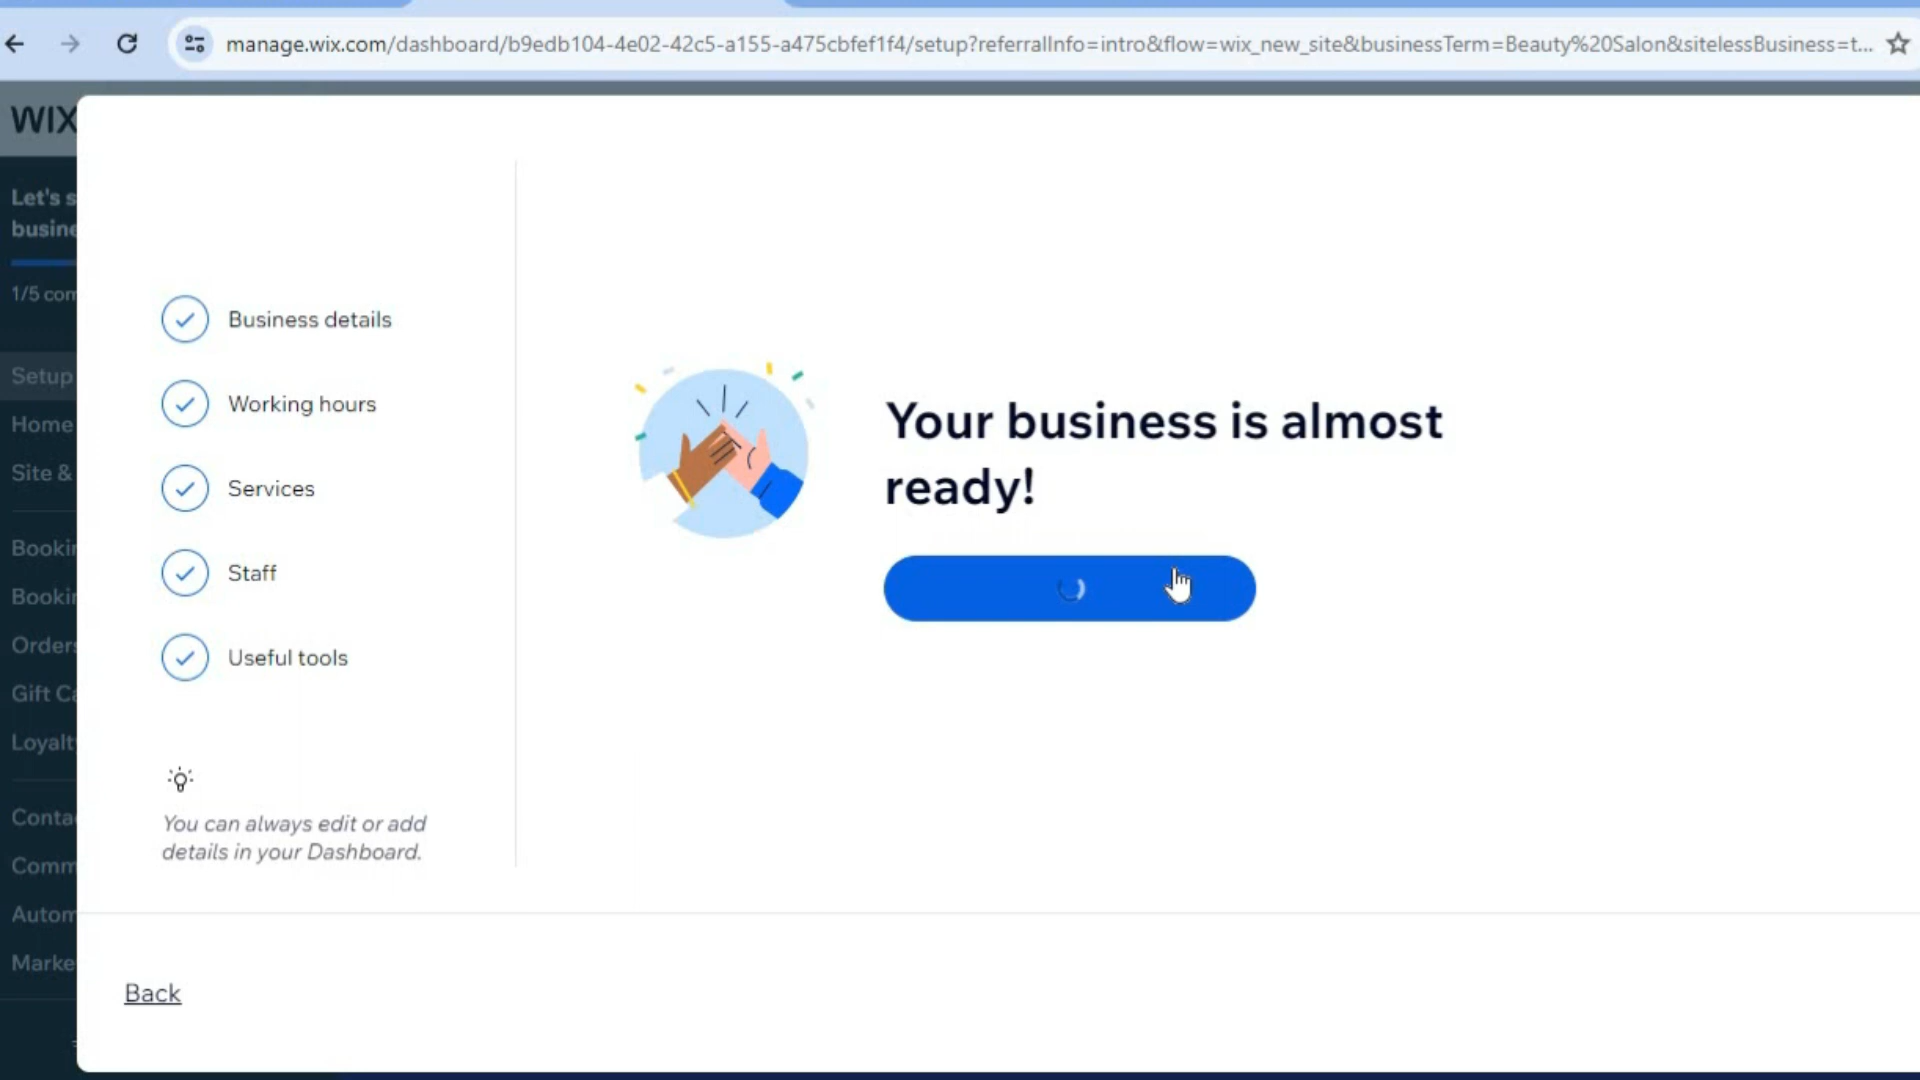 manage.wix.com/dashboard/b9edb104-4e02-42c5-a155-a475cbfef1f4/setup?referralInfo=intro&flow=wix_new_site&businessTerm=Beauty%20Salon&sitelessBusiness=t...
WIX
Let's s
busine
1/5 com
Setup
Home
Site &
Bookin
Bookin
Orders
Gift Ca
Loyalt
Conta
Comm
Autom
Marke
Business details
Working hours
Services
Staff
Useful tools
You can always edit or add
details in your Dashboard.
Your business is almost
ready!
Back